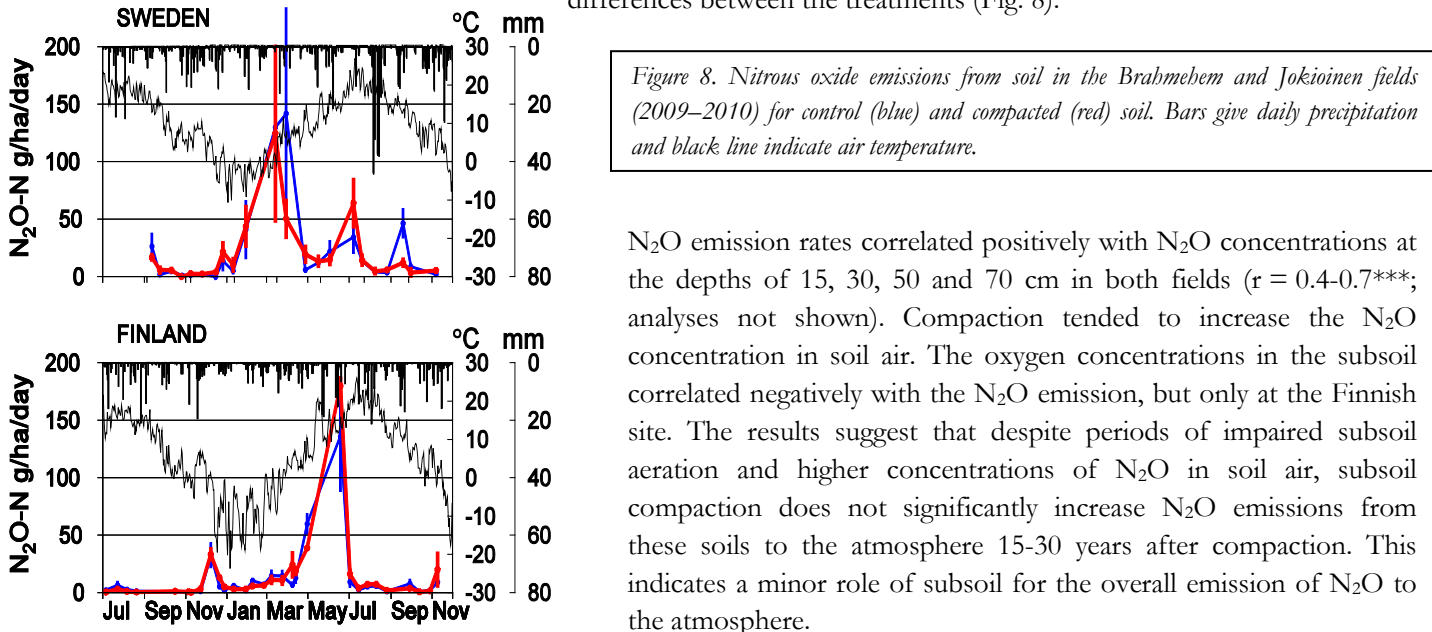 differences between the treatments (Fig. 8).
SWEDEN
°C mm
N₂O-N g/ha/day
200 30 0
150 20 20
10
100 0 40
-10
50 60
-20
0 -30 80
FINLAND
°C mm
N₂O-N g/ha/day
200 30 0
150 20 20
10
100 0 40
-10
50 60
-20
0 -30 80
Jul Sep Nov Jan Mar May Jul Sep Nov
Figure 8. Nitrous oxide emissions from soil in the Brahmehem and Jokioinen fields
(2009–2010) for control (blue) and compacted (red) soil. Bars give daily precipitation
and black line indicate air temperature.
N₂O emission rates correlated positively with N₂O concentrations at
the depths of 15, 30, 50 and 70 cm in both fields (r = 0.4-0.7***;
analyses not shown). Compaction tended to increase the N₂O
concentration in soil air. The oxygen concentrations in the subsoil
correlated negatively with the N₂O emission, but only at the Finnish
site. The results suggest that despite periods of impaired subsoil
aeration and higher concentrations of N₂O in soil air, subsoil
compaction does not significantly increase N₂O emissions from
these soils to the atmosphere 15-30 years after compaction. This
indicates a minor role of subsoil for the overall emission of N₂O to
the atmosphere.